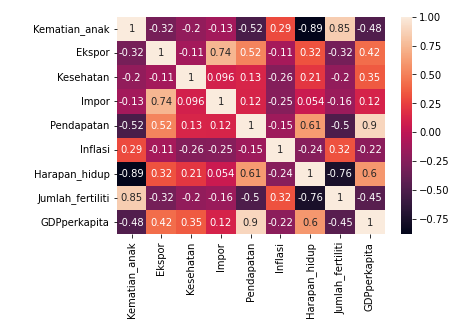 Kematian_anak 1 -0.32 -0.2 -0.13 -0.52 0.29 -0.89 0.85 -0.48
Ekspor -0.32 1 -0.11 0.74 0.52 -0.11 0.32 -0.32 0.42
Kesehatan -0.2 -0.11 1 0.096 0.13 -0.26 0.21 -0.2 0.35
Impor -0.13 0.74 0.096 1 0.12 -0.25 0.054 -0.16 0.12
Pendapatan -0.52 0.52 0.13 0.12 1 -0.15 0.61 -0.5 0.9
Inflasi 0.29 -0.11 -0.26 -0.25 -0.15 1 -0.24 0.32 -0.22
Harapan_hidup -0.89 0.32 0.21 0.054 0.61 -0.24 1 -0.76 0.6
Jumlah_fertiliti 0.85 -0.32 -0.2 -0.16 -0.5 0.32 -0.76 1 -0.45
GDPperkapita -0.48 0.42 0.35 0.12 0.9 -0.22 0.6 -0.45 1
Kematian_anak
Ekspor
Kesehatan
Impor
Pendapatan
Inflasi
Harapan_hidup
Jumlah_fertiliti
GDPperkapita
1.00
0.75
0.50
0.25
0.00
-0.25
-0.50
-0.75